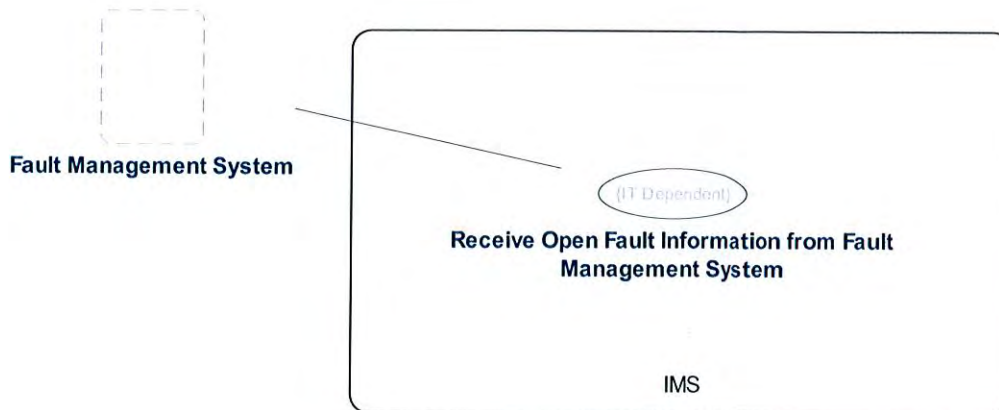 Fault Management System
(IT Dependent)
Receive Open Fault Information from Fault
Management System
IMS